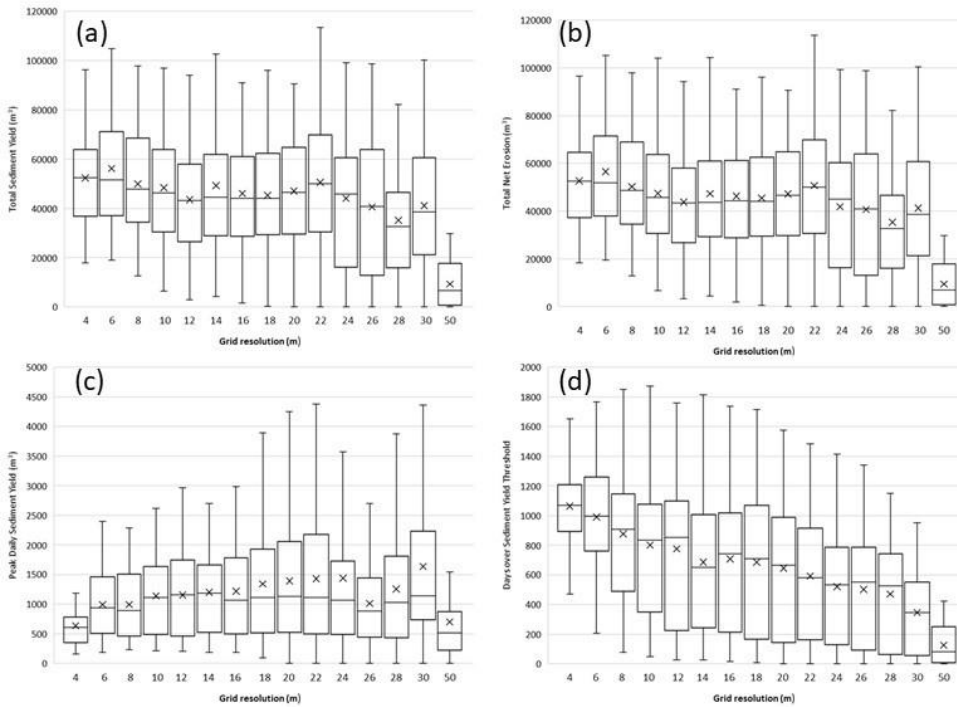 (a)
Total Sediment Yield (m³)
120000
100000
80000
60000
40000
20000
0
4 6 8 10 12 14 16 18 20 22 24 26 28 30 50
Grid resolution (m)
(b)
Total Net Erosion (m³)
120000
100000
80000
60000
40000
20000
0
4 6 8 10 12 14 16 18 20 22 24 26 28 30 50
Grid resolution (m)
(c)
Peak Daily Sediment Yield (m³)
5000
4500
4000
3500
3000
2500
2000
1500
1000
500
0
4 6 8 10 12 14 16 18 20 22 24 26 28 30 50
Grid resolution (m)
(d)
Days over Sediment Yield Threshold
2000
1800
1600
1400
1200
1000
800
600
400
200
0
4 6 8 10 12 14 16 18 20 22 24 26 28 30 50
Grid resolution (m)